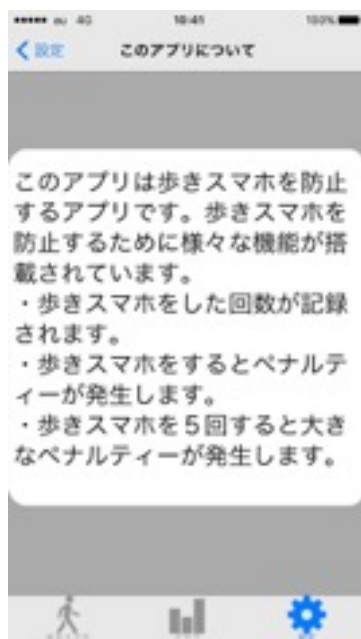 au 4G 10:41 100%
設定 このアプリについて
このアプリは歩きスマホを防止
するアプリです。歩きスマホを
防止するために様々な機能が搭
載されています。
・歩きスマホをした回数が記録
されます。
・歩きスマホをするとペナルテ
ィーが発生します。
・歩きスマホを5回すると大き
なペナルティーが発生します。